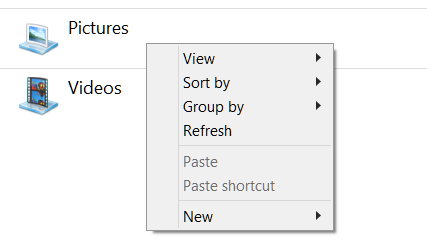 Pictures
Videos
View
Sort by
Group by
Refresh
Paste
Paste shortcut
New